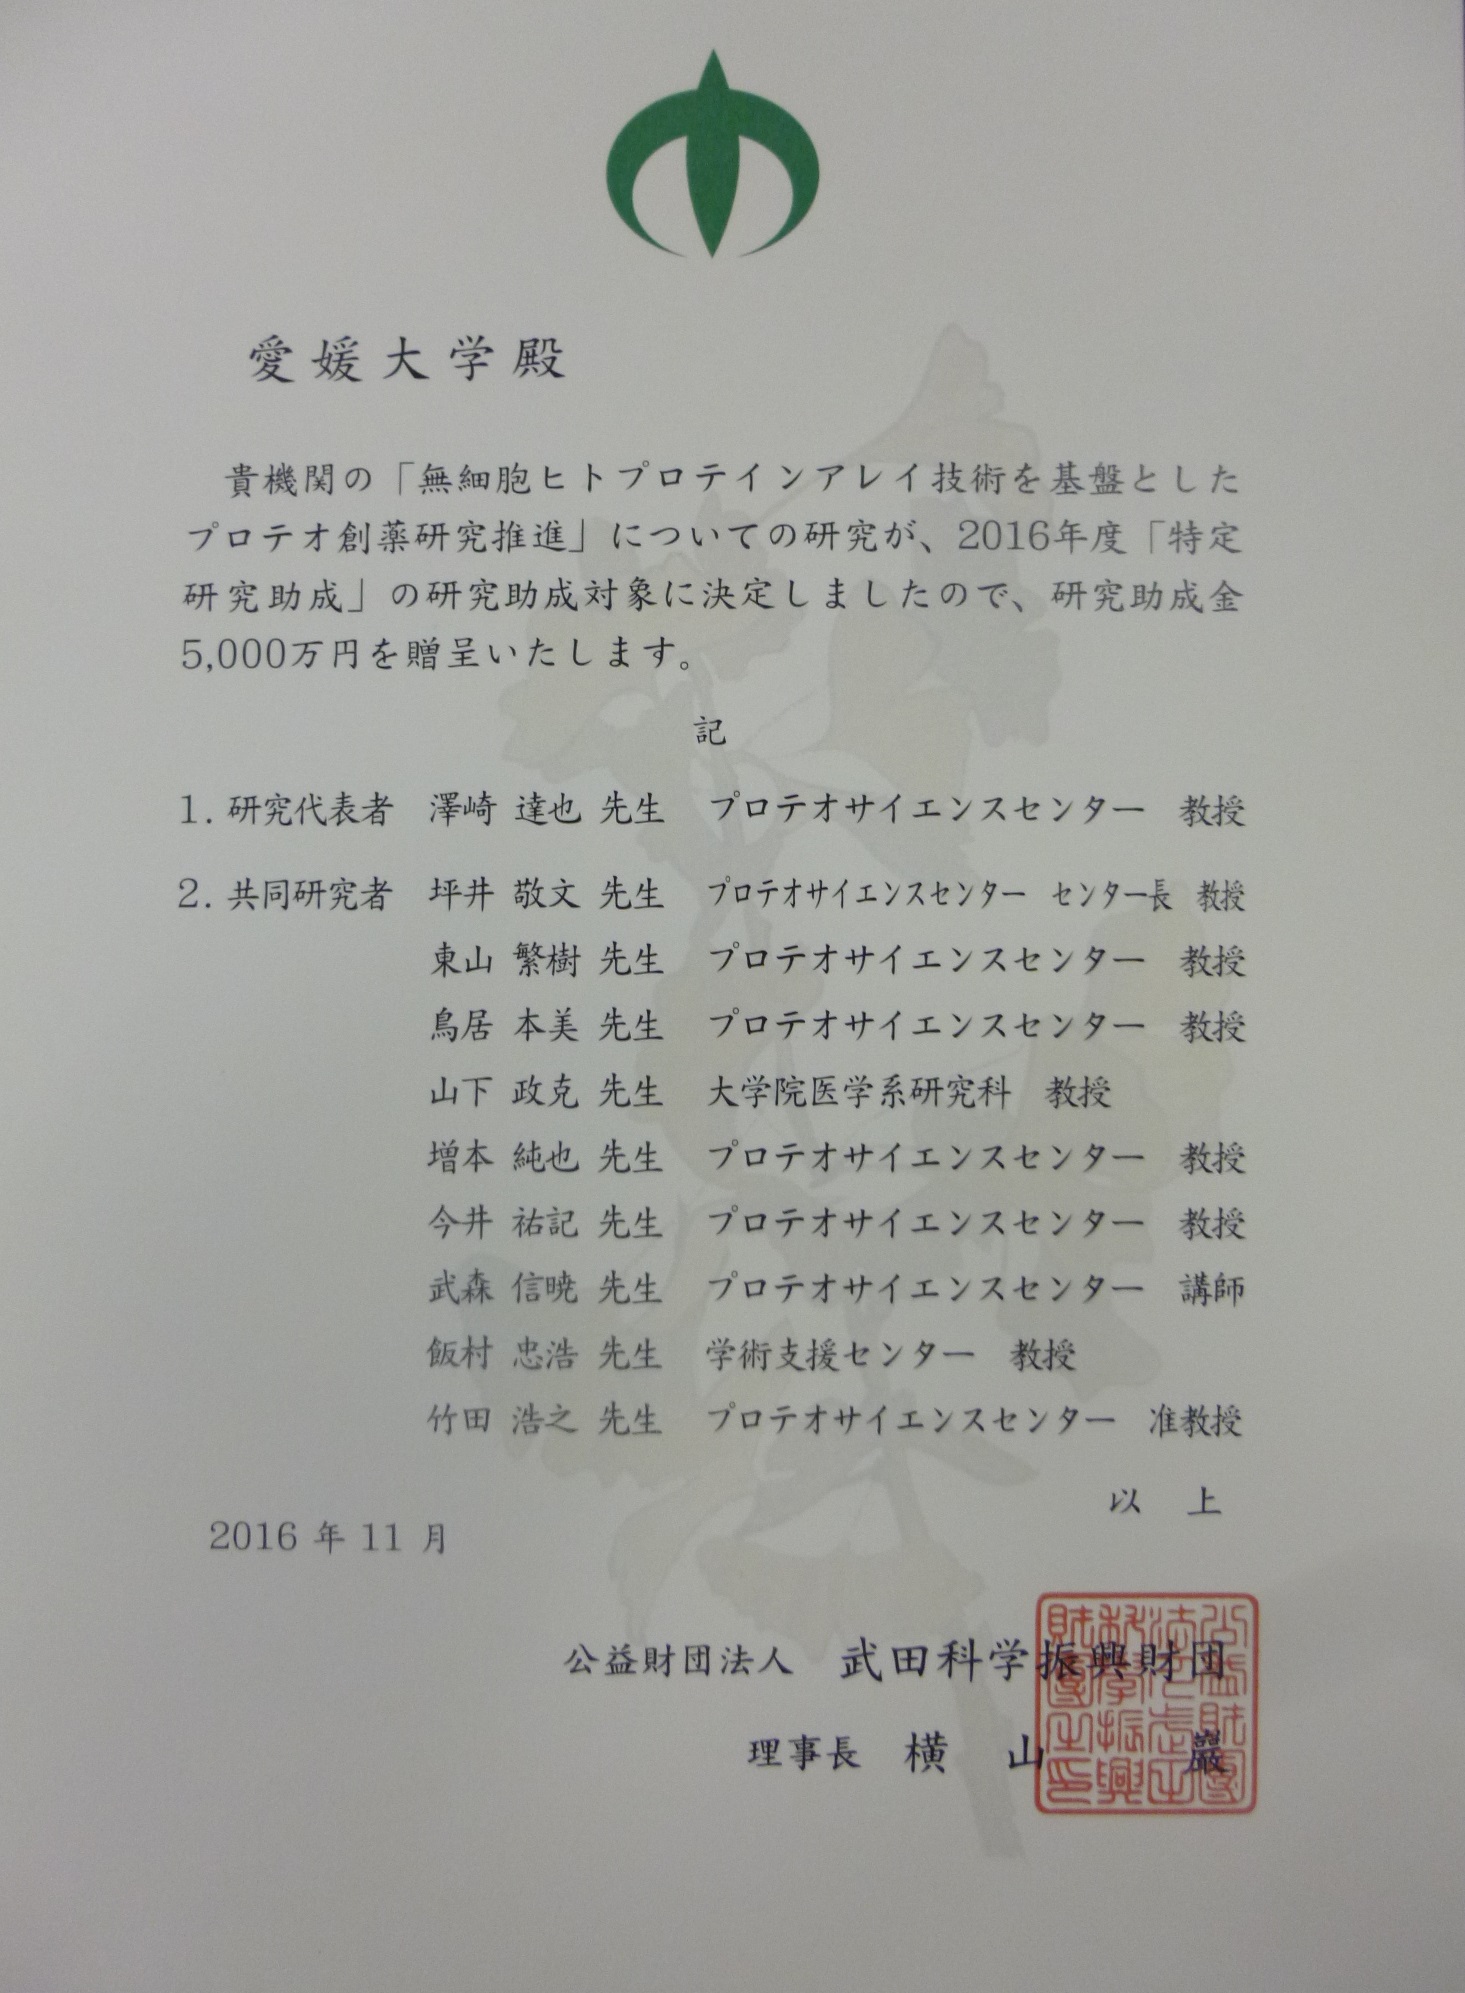 愛媛大学殿
貴機関の「無細胞ヒトプロテインアレイ技術を基盤とした
プロテオ創薬研究推進」についての研究が、2016年度「特定
研究助成」の研究助成対象に決定しましたので、研究助成金
5,000万円を贈呈いたします。
記
1. 研究代表者 澤崎 達也 先生 プロテオサイエンスセンター 教授
2. 共同研究者 坪井 敬文 先生 プロテオサイエンスセンター センター長 教授
東山 繁樹 先生 プロテオサイエンスセンター 教授
鳥居 本美 先生 プロテオサイエンスセンター 教授
山下 政克 先生 大学院医学系研究科 教授
増本 純也 先生 プロテオサイエンスセンター 教授
今井 祐記 先生 プロテオサイエンスセンター 教授
武森 信暁 先生 プロテオサイエンスセンター 講師
飯村 忠浩 先生 学術支援センター 教授
竹田 浩之 先生 プロテオサイエンスセンター 准教授
以 上
2016 年 11 月
公益財団法人 武田科学振興財団
理事長 横 山 巖